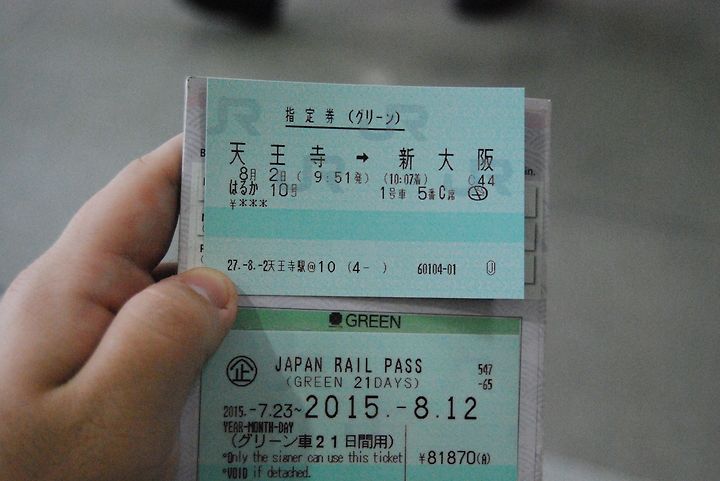 指定券(グリーン)
天王寺 → 新大阪
8月 2日( 9:51発) (10:07着) C44
はるか 10号 1号車 5番C席
¥***
27.-8.-2天王寺駅@10 (4- ) 60104-01
GREEN
企 JAPAN RAIL PASS 547
(GREEN 21DAYS) -65
2015.-7.23~2015.-8.12
YEAR-MONTH-DAY
(グリーン車21日間用)
*Only the signer can use this ticket ¥81870(A)
*VOID if detached.